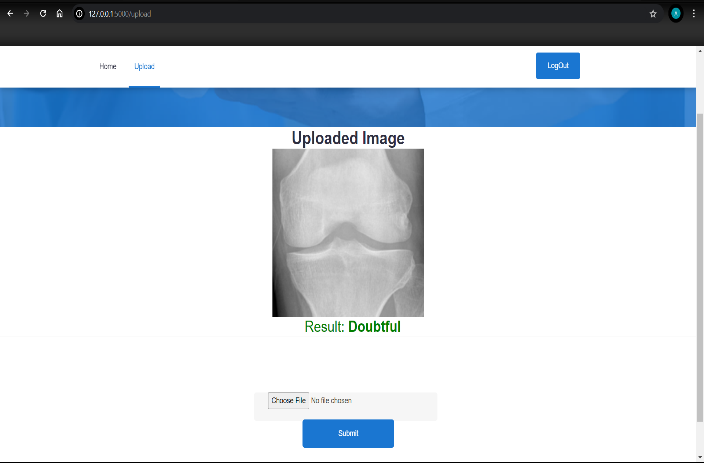 127.0.0.1:5000/upload
Home
Upload
LogOut
Uploaded Image
Result: Doubtful
Choose File No file chosen
Submit